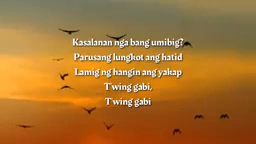 Kasalanan nga bang umibig?
Parusang lungkot ang hatid
Lamig ng hangin ang yakap
T'wing gabi,
T'wing gabi